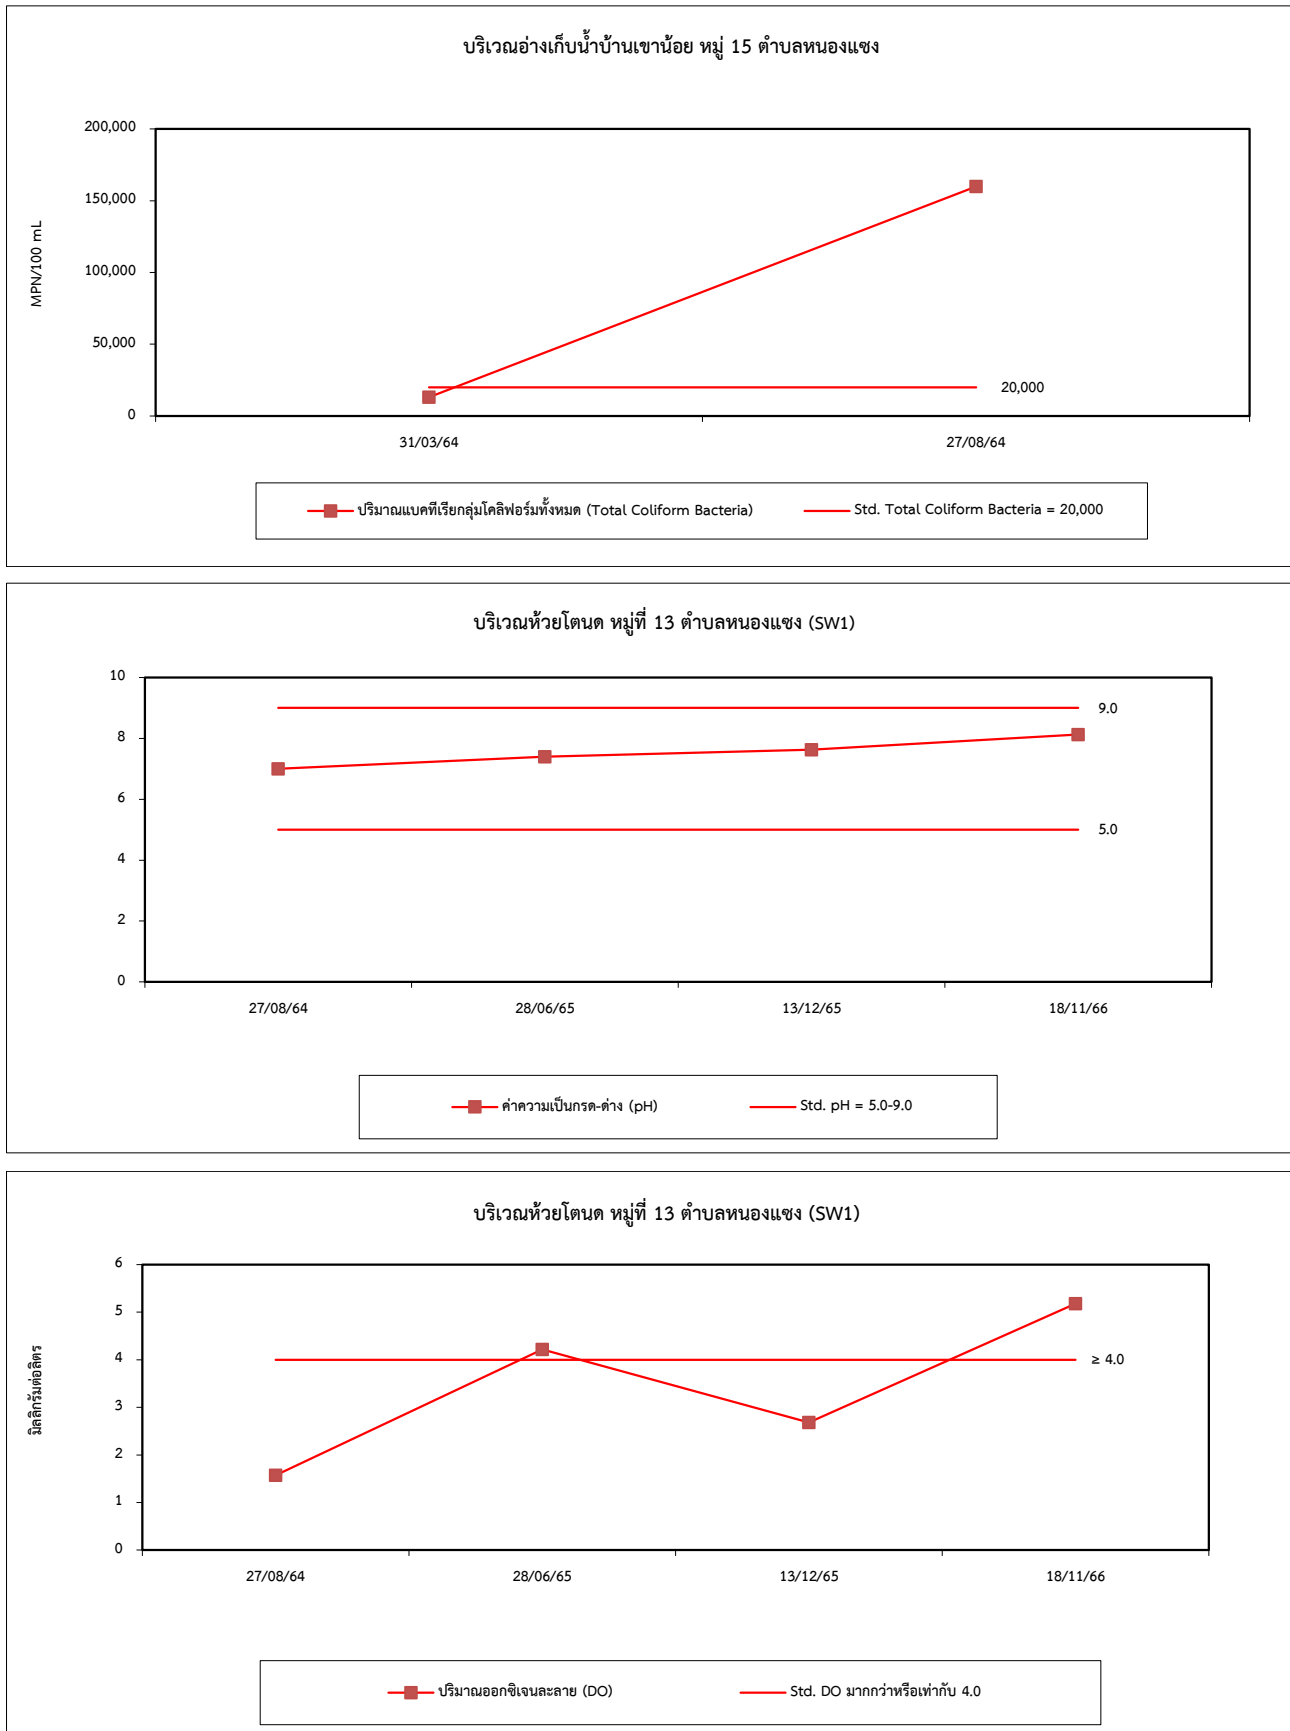 บริเวณอ่างเก็บน้ำบ้านเขาน้อย หมู่ 15 ตำบลหนองแซง
200,000
150,000
100,000
50,000
0
MPN/100 mL
20,000
31/03/64 27/08/64
ปริมาณแบคทีเรียกลุ่มโคลิฟอร์มทั้งหมด (Total Coliform Bacteria) Std. Total Coliform Bacteria = 20,000
บริเวณห้วยโตนด หมู่ที่ 13 ตำบลหนองแซง (SW1)
10
8
6
4
2
0
9.0
5.0
27/08/64 28/06/65 13/12/65 18/11/66
ค่าความเป็นกรด-ด่าง (pH) Std. pH = 5.0-9.0
บริเวณห้วยโตนด หมู่ที่ 13 ตำบลหนองแซง (SW1)
6
5
4
3
2
1
0
มิลลิกรัมต่อลิตร
≥ 4.0
27/08/64 28/06/65 13/12/65 18/11/66
ปริมาณออกซิเจนละลาย (DO) Std. DO มากกว่าหรือเท่ากับ 4.0